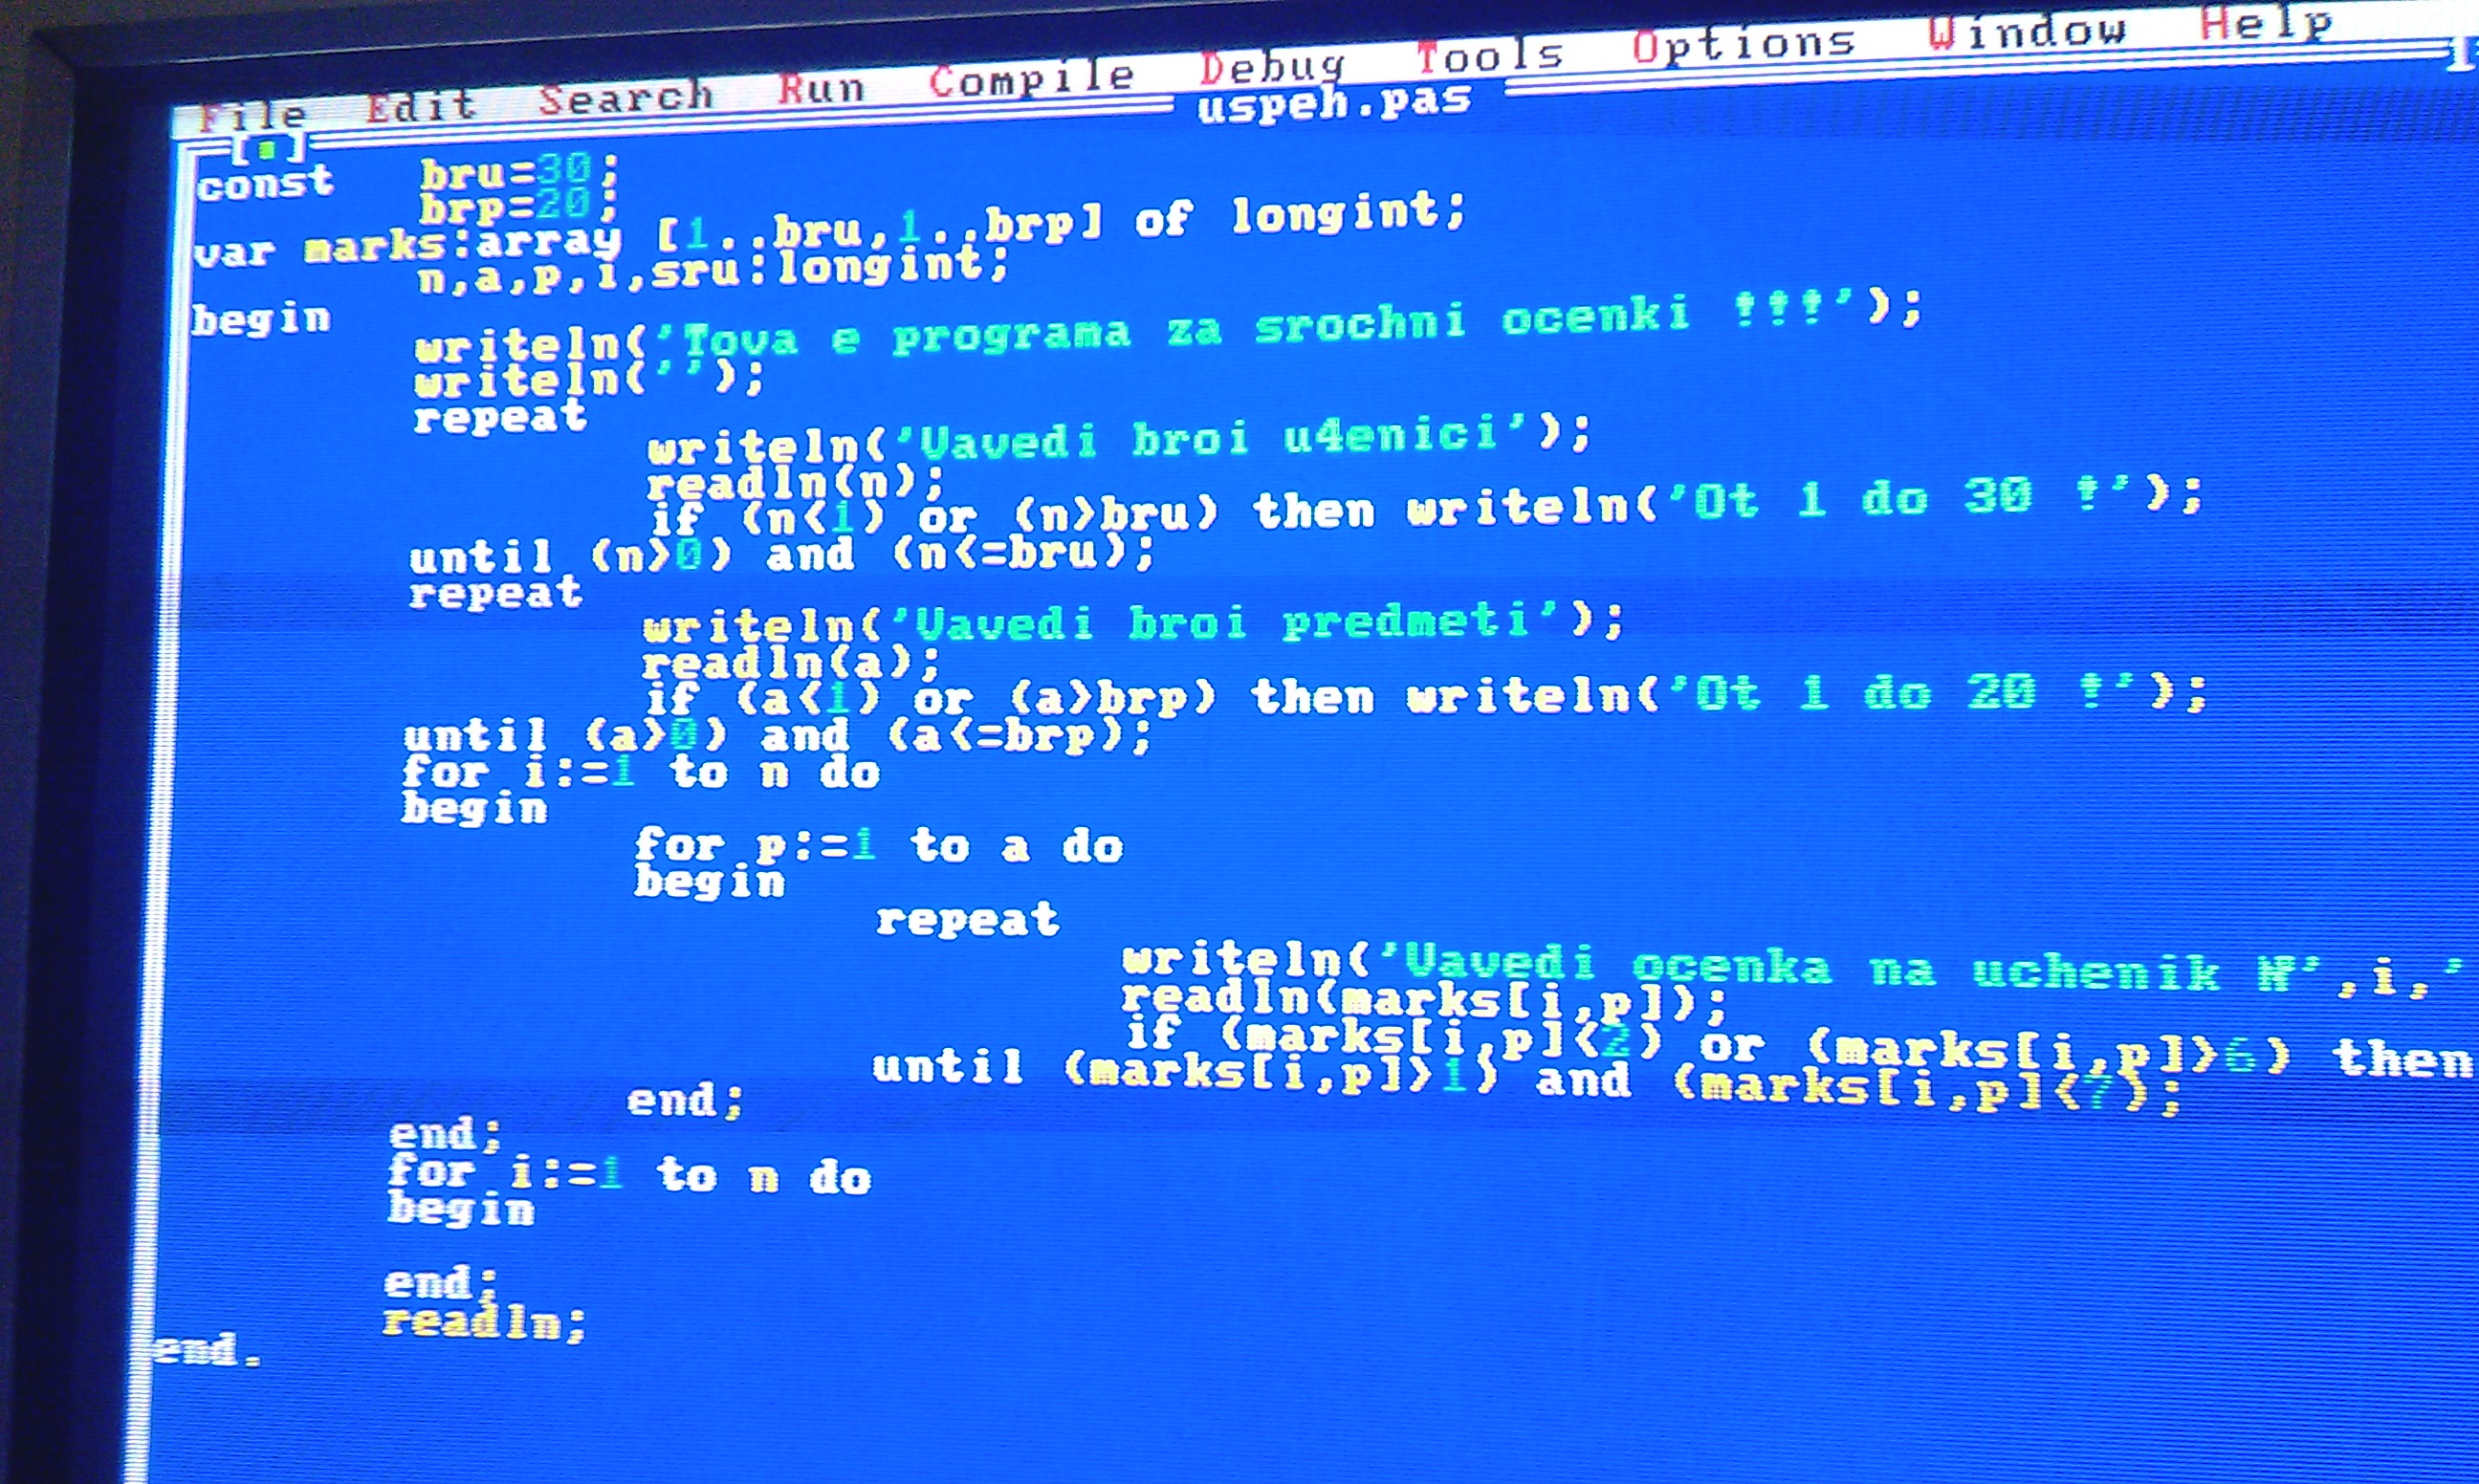 File Edit Search Run Compile Debug Tools Options Window Help
uspeh.pas
const bru=30;
brp=20;
var marks:array [1..bru,1..brp] of longint;
n,a,p,i,sru:longint;
begin
writeln('Tova e programa za srochni ocenki !!!');
writeln('');
repeat
writeln('Vavedi broi u4enici');
readln(n);
if (n<1) or (n>bru) then writeln('Ot 1 do 30 !');
until (n>0) and (n<=bru);
repeat
writeln('Vavedi broi predmeti');
readln(a);
if (a<1) or (a>brp) then writeln('Ot 1 do 20 !');
until (a>0) and (a<=brp);
for i:=1 to n do
begin
for p:=1 to a do
begin
repeat
writeln('Vavedi ocenka na uchenik №',i,'
readln(marks[i,p]);
if (marks[i,p]<2) or (marks[i,p]>6) then
until (marks[i,p]>1) and (marks[i,p]<7);
end;
end;
for i:=1 to n do
begin
end;
readln;
end.